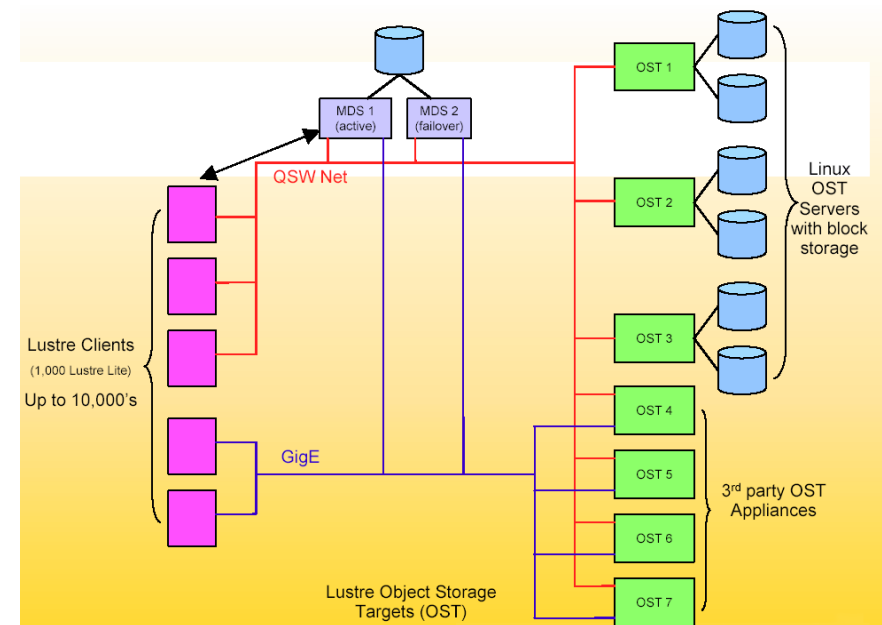 MDS 1
(active)
MDS 2
(failover)
QSW Net
OST 1
OST 2
OST 3
Linux
OST
Servers
with block
storage
Lustre Clients
(1,000 Lustre Lite)
Up to 10,000's
GigE
OST 4
OST 5
OST 6
OST 7
3rd party OST
Appliances
Lustre Object Storage
Targets (OST)